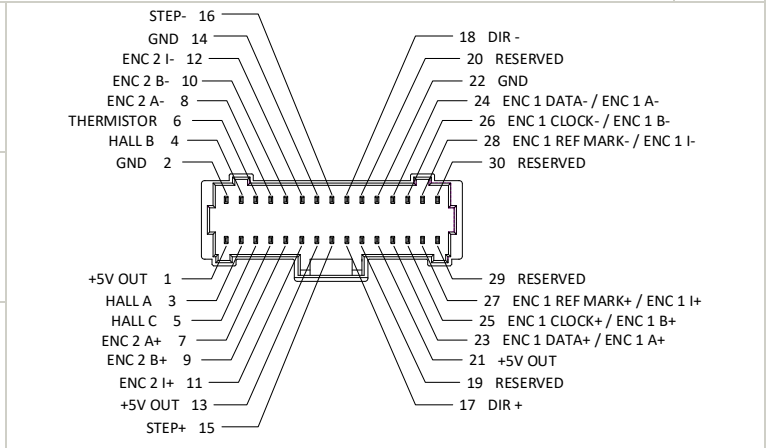 STEP- 16
GND 14
ENC 2 I- 12
ENC 2 B- 10
ENC 2 A- 8
THERMISTOR 6
HALL B 4
GND 2
18 DIR -
20 RESERVED
22 GND
24 ENC 1 DATA- / ENC 1 A-
26 ENC 1 CLOCK- / ENC 1 B-
28 ENC 1 REF MARK- / ENC 1 I-
30 RESERVED
+5V OUT 1
HALL A 3
HALL C 5
ENC 2 A+ 7
ENC 2 B+ 9
ENC 2 I+ 11
+5V OUT 13
STEP+ 15
29 RESERVED
27 ENC 1 REF MARK+ / ENC 1 I+
25 ENC 1 CLOCK+ / ENC 1 B+
23 ENC 1 DATA+ / ENC 1 A+
21 +5V OUT
19 RESERVED
17 DIR +